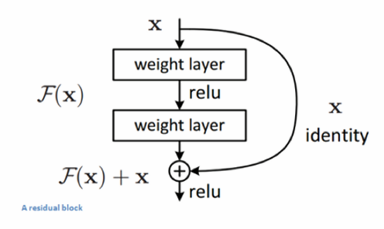 x
weight layer
F(x)
relu
x
weight layer
identity
F(x) + x
+
relu
A residual block